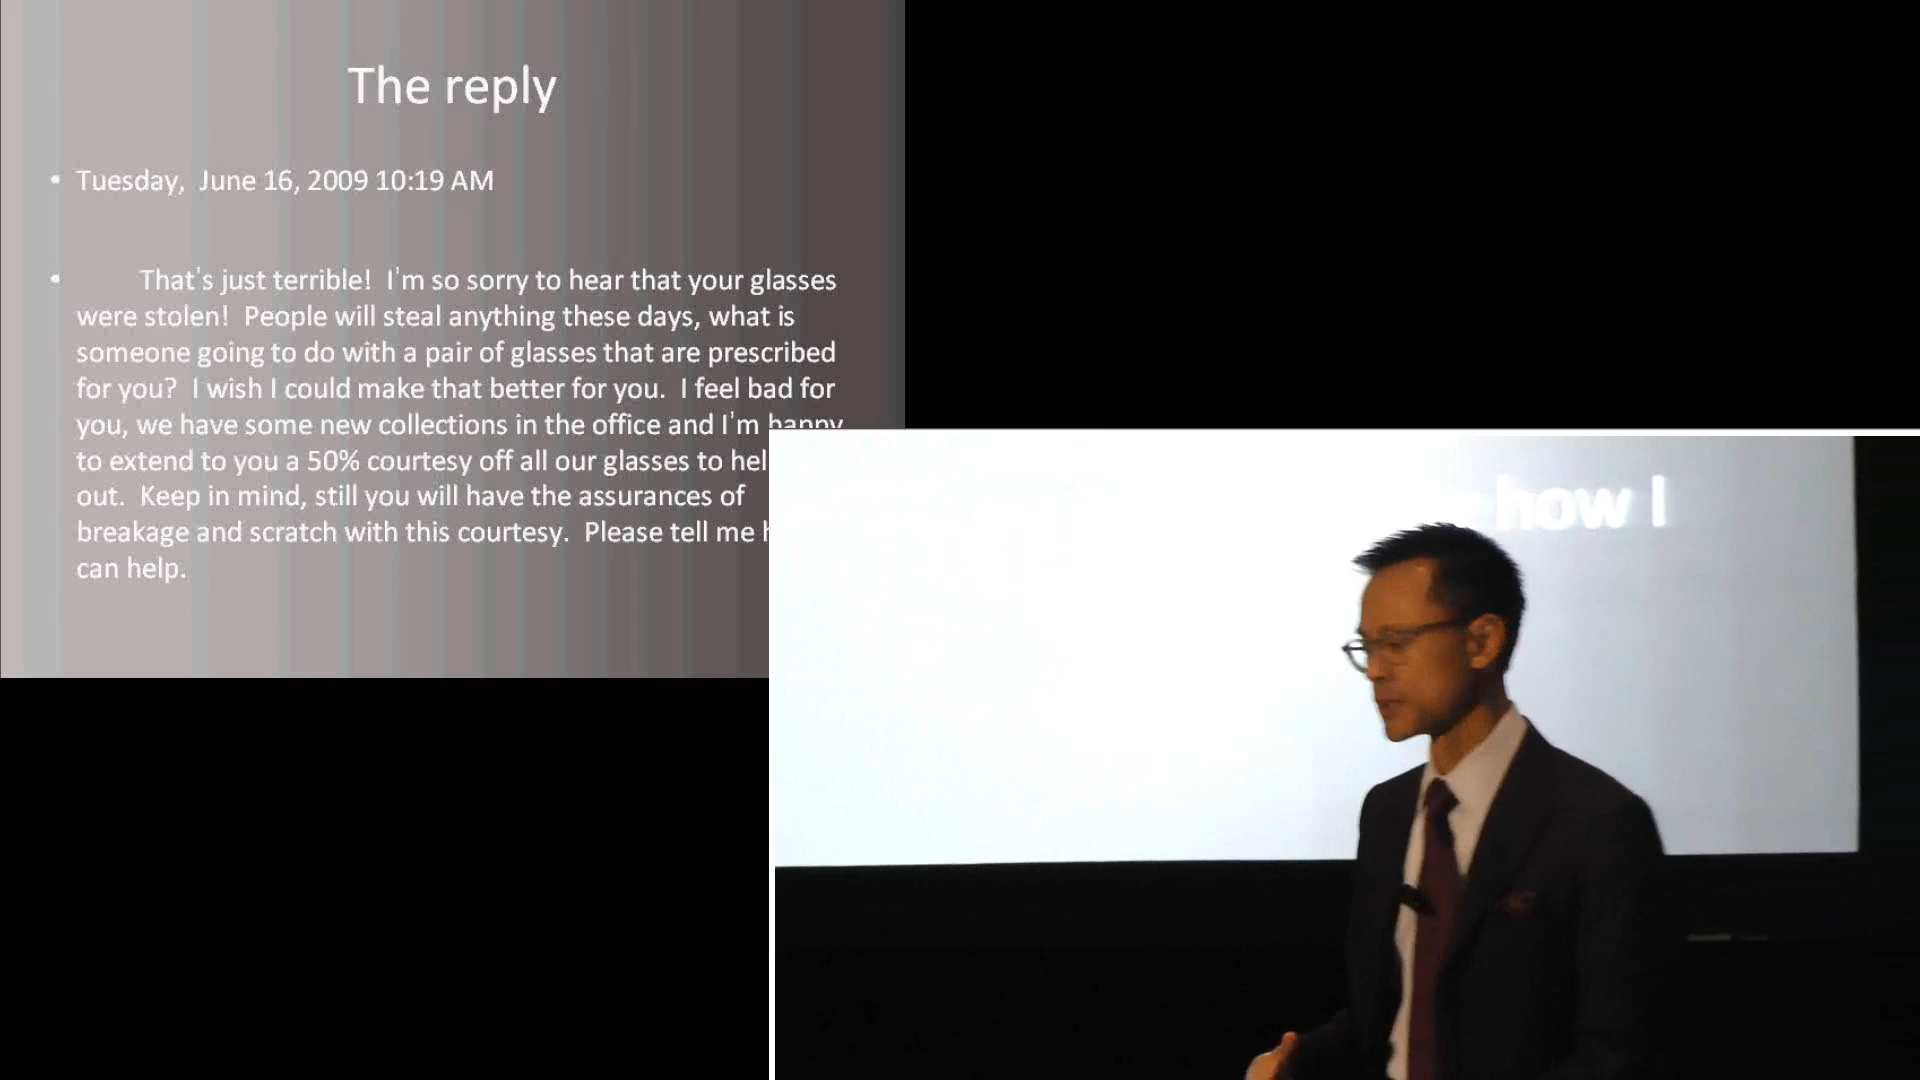 The reply
• Tuesday,  June 16, 2009 10:19 AM
• That's just terrible!  I'm so sorry to hear that your glasses
were stolen!  People will steal anything these days, what is
someone going to do with a pair of glasses that are prescribed
for you?  I wish I could make that better for you.  I feel bad for
you, we have some new collections in the office and I'm happy
to extend to you a 50% courtesy off all our glasses to hel
out.  Keep in mind, still you will have the assurances of
breakage and scratch with this courtesy.  Please tell me h
can help.
how I